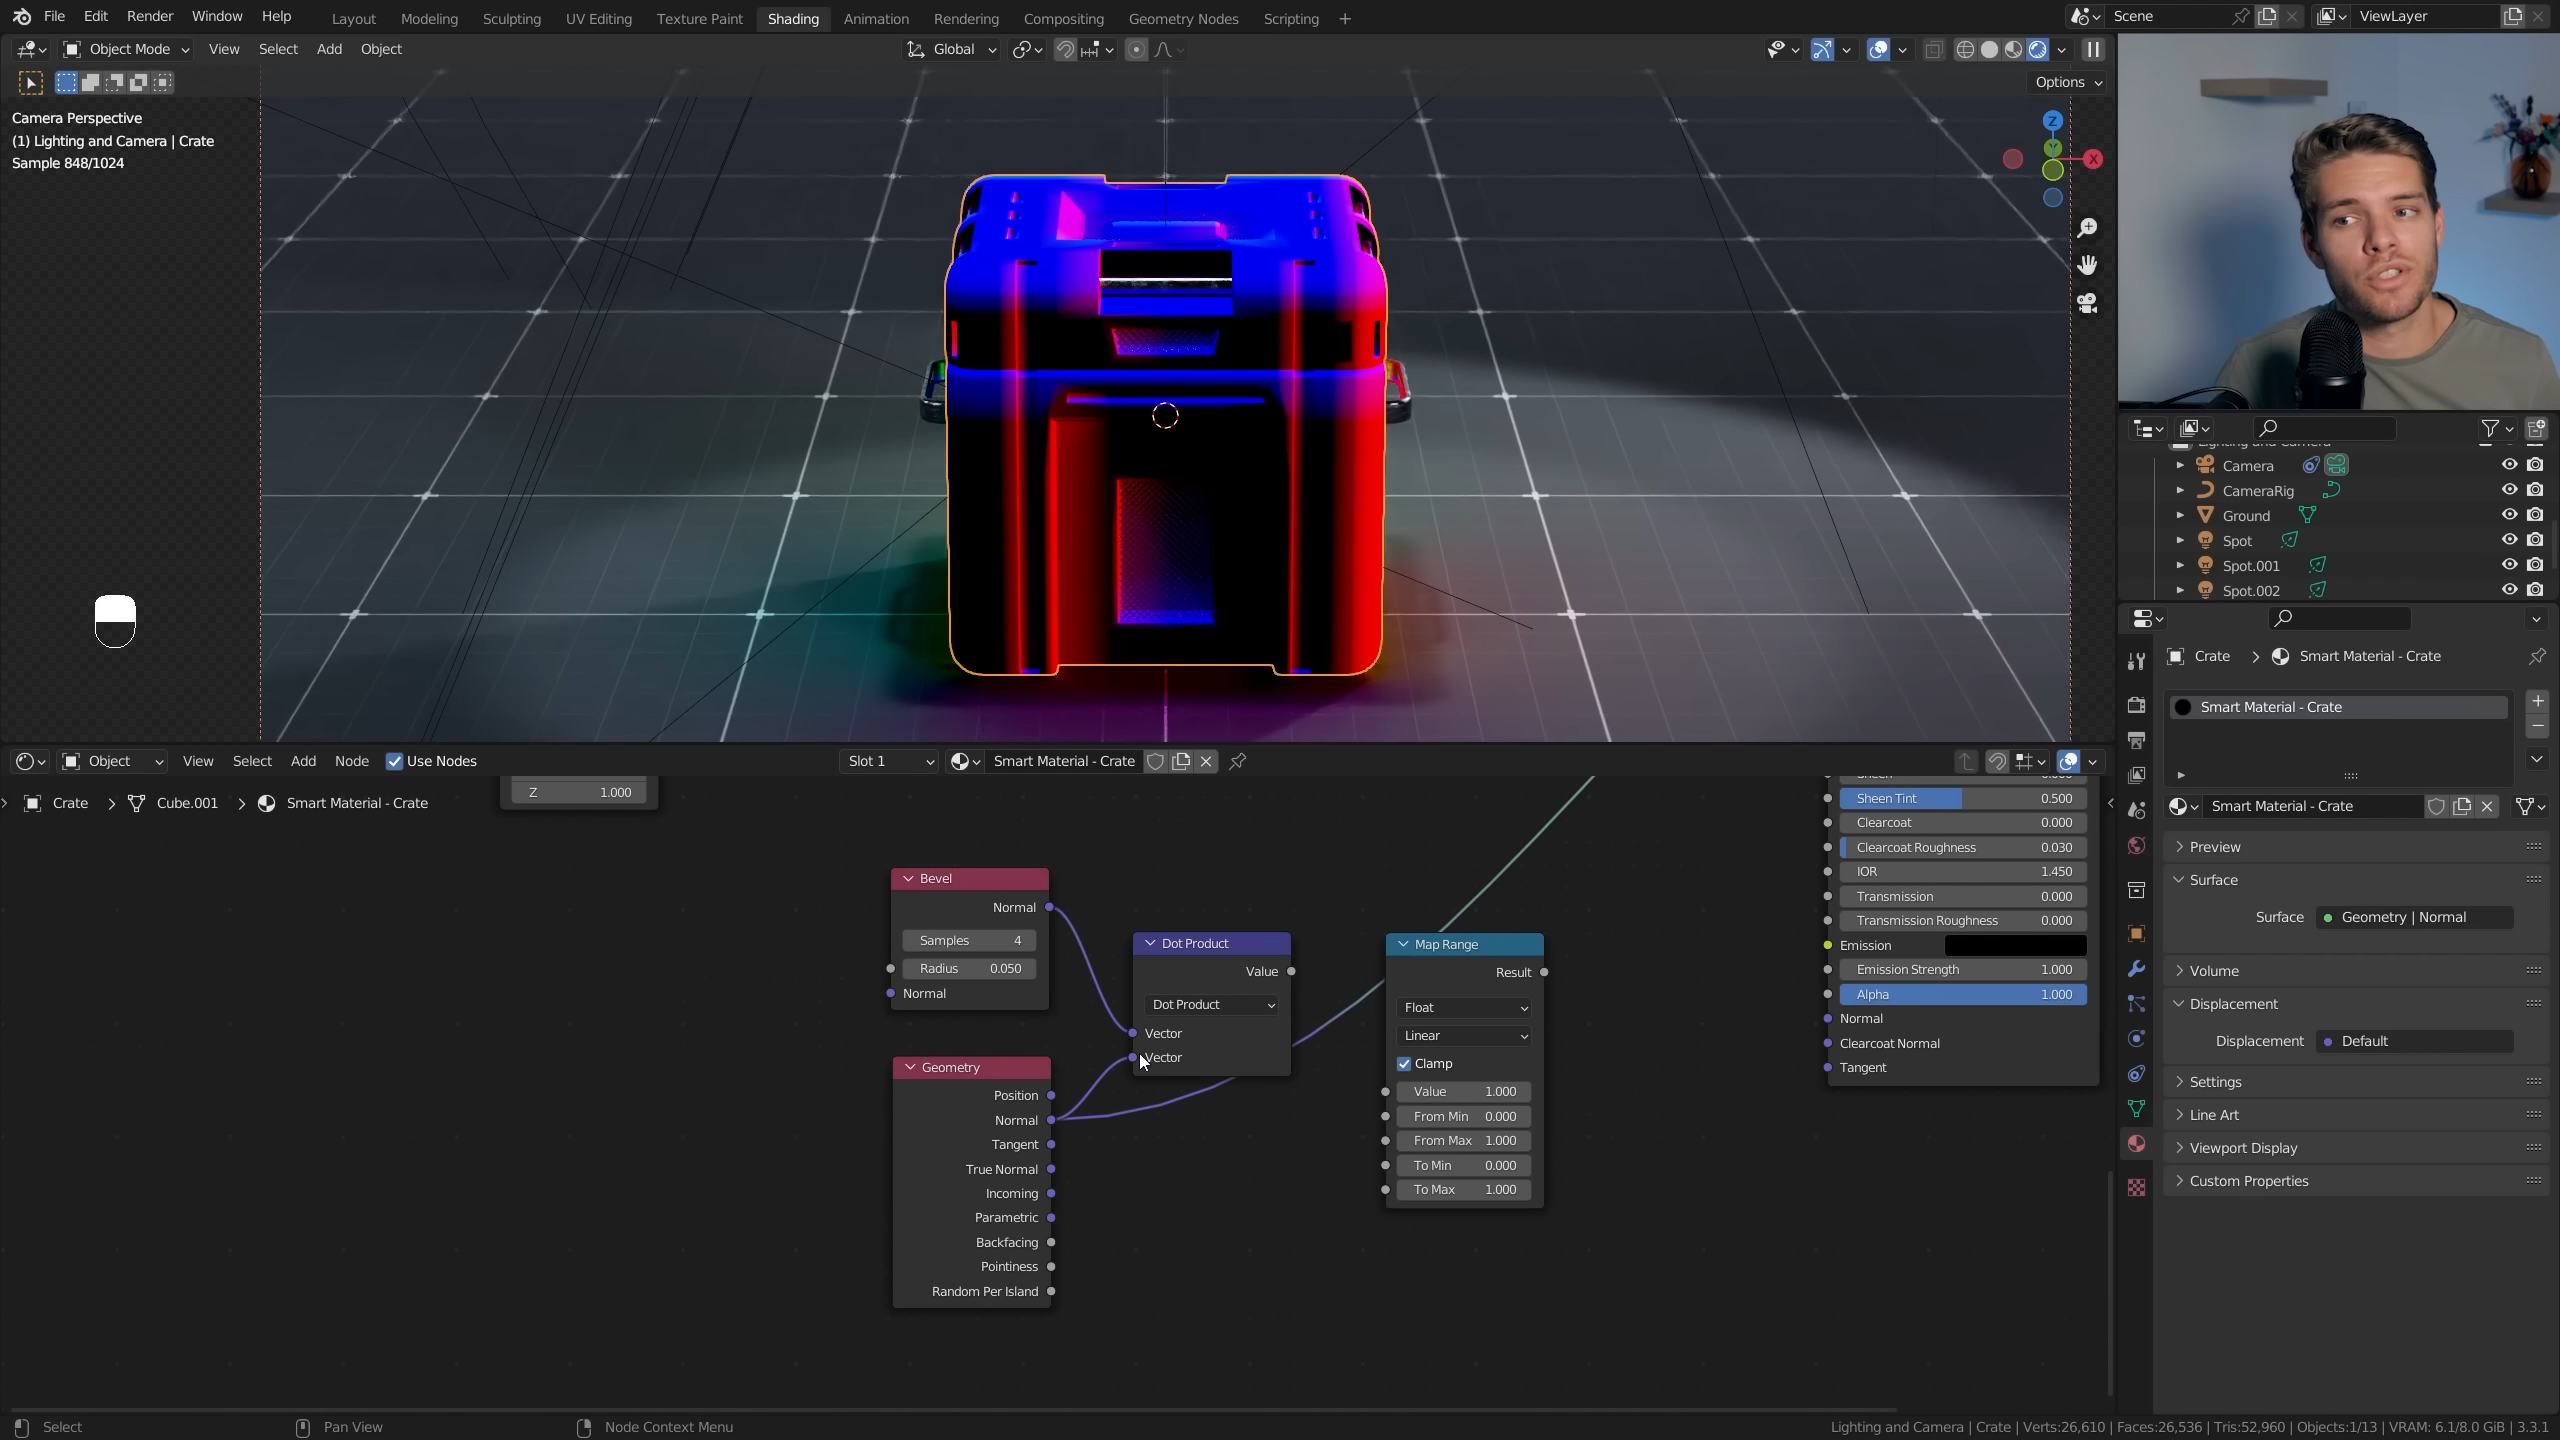 File Edit Render Window Help Layout Modeling Sculpting UV Editing Texture Paint Shading Animation Rendering Compositing Geometry Nodes Scripting + Scene ViewLayer
Object Mode View Select Add Object Global
Options
Camera Perspective
(1) Lighting and Camera | Crate
Sample 848/1024
Z
Y
X
Camera
CameraRig
Ground
Spot
Spot.001
Spot.002
Crate > Smart Material - Crate
Smart Material - Crate
Smart Material - Crate
Preview
Surface
Surface Geometry | Normal
Volume
Displacement
Displacement Default
Settings
Line Art
Viewport Display
Custom Properties
Object View Select Add Node Use Nodes Slot 1 Smart Material - Crate
Z 1.000
Crate > Cube.001 > Smart Material - Crate
Bevel
Normal
Samples 4
Radius 0.050
Normal
Geometry
Position
Normal
Tangent
True Normal
Incoming
Parametric
Backfacing
Pointiness
Random Per Island
Dot Product
Value
Dot Product
Vector
Vector
Map Range
Result
Float
Linear
Clamp
Value 1.000
From Min 0.000
From Max 1.000
To Min 0.000
To Max 1.000
Sheen Tint 0.500
Clearcoat 0.000
Clearcoat Roughness 0.030
IOR 1.450
Transmission 0.000
Transmission Roughness 0.000
Emission
Emission Strength 1.000
Alpha 1.000
Normal
Clearcoat Normal
Tangent
Select Pan View Node Context Menu Lighting and Camera | Crate | Verts:26,610 | Faces:26,536 | Tris:52,960 | Objects:1/13 | VRAM: 6.1/8.0 GiB | 3.3.1